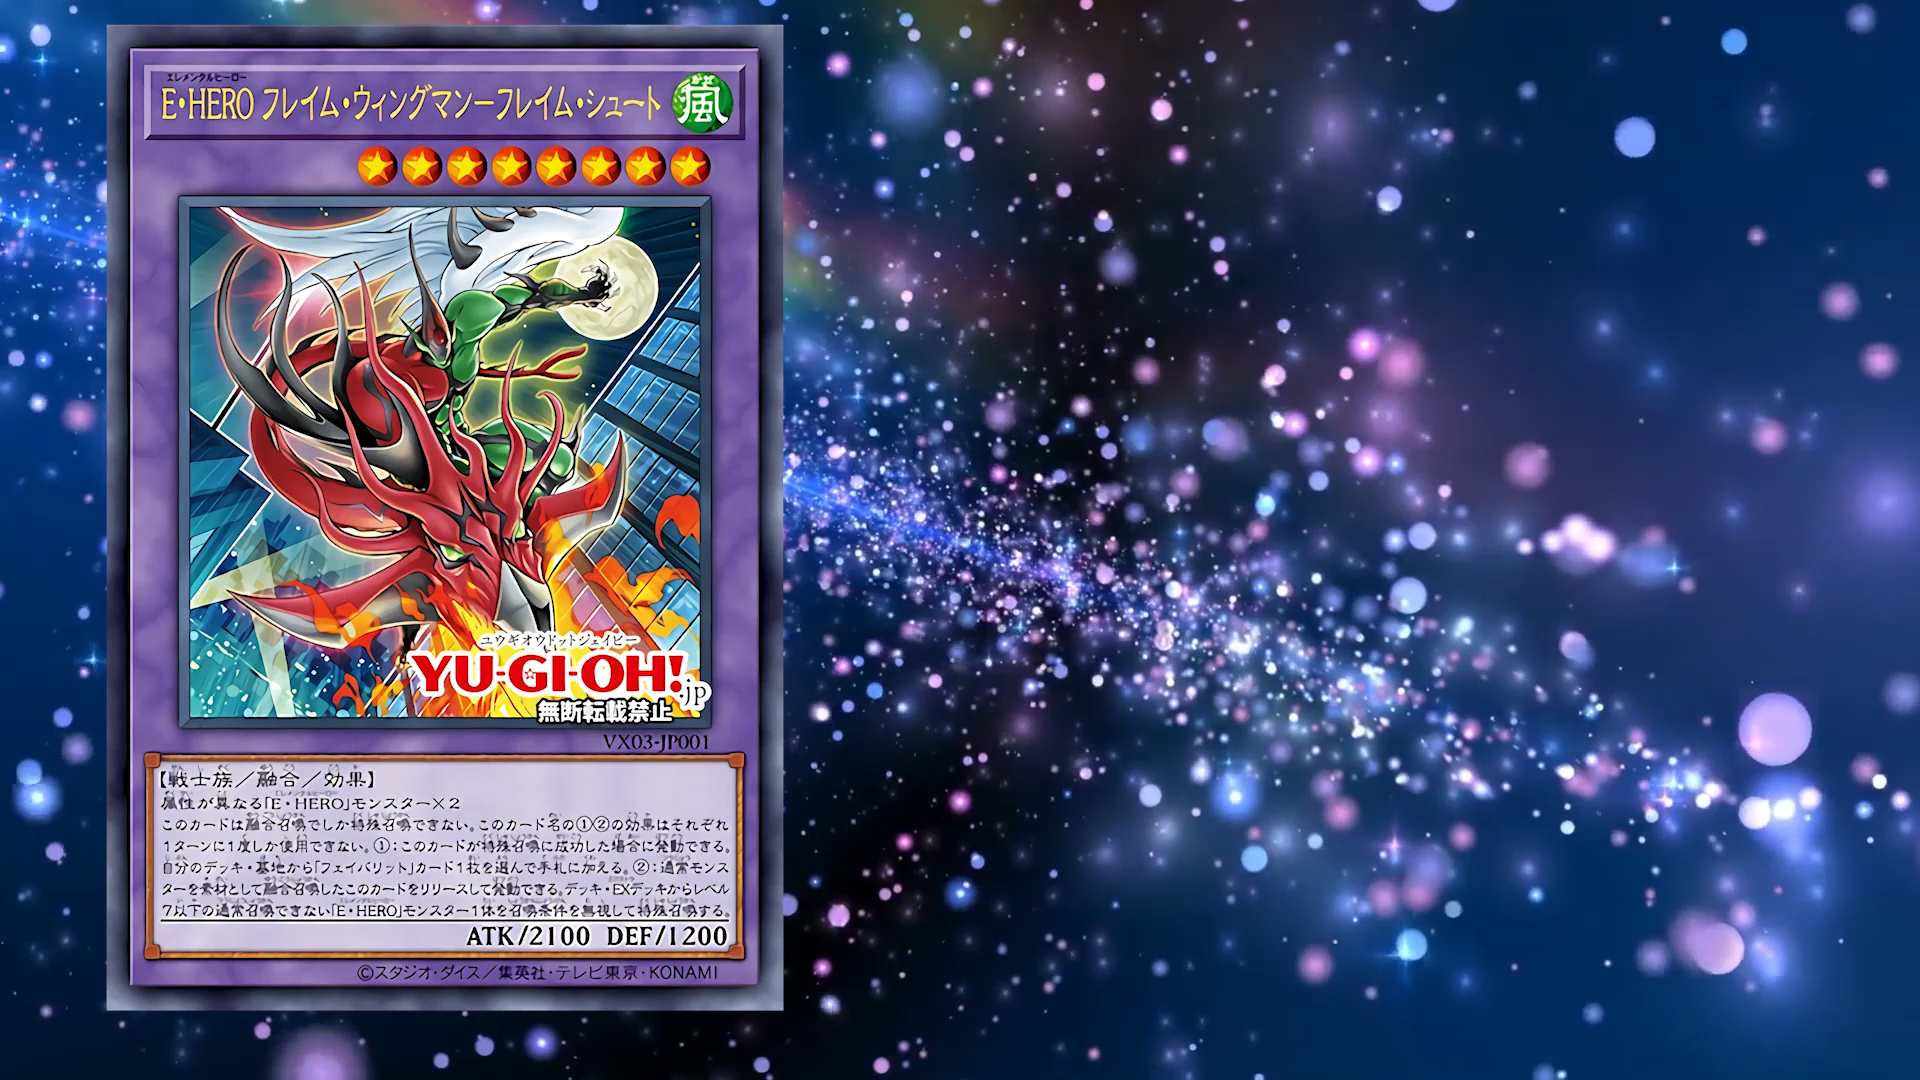 エレメンタルヒーロー
E・HERO フレイム・ウィングマン−フレイム・シュート
風
かぜ
ユウギオウドットジェイピー
YU-GI-OH!.jp
無断転載禁止
VX03-JP001
【戦士族／融合／効果】
属性が異なる「E・HERO」モンスター×２
このカードは融合召喚でしか特殊召喚できない。このカード名の①②の効果はそれぞれ
１ターンに１度しか使用できない。①：このカードが特殊召喚に成功した場合に発動できる。
自分のデッキ・墓地から「フェイバリット」カード１枚を選んで手札に加える。②：通常モンス
ターを素材として融合召喚したこのカードをリリースして発動できる。デッキ・EXデッキからレベル
７以下の通常召喚できない「E・HERO」モンスター１体を召喚条件を無視して特殊召喚する。
ATK/2100 DEF/1200
©スタジオ・ダイス／集英社・テレビ東京・KONAMI